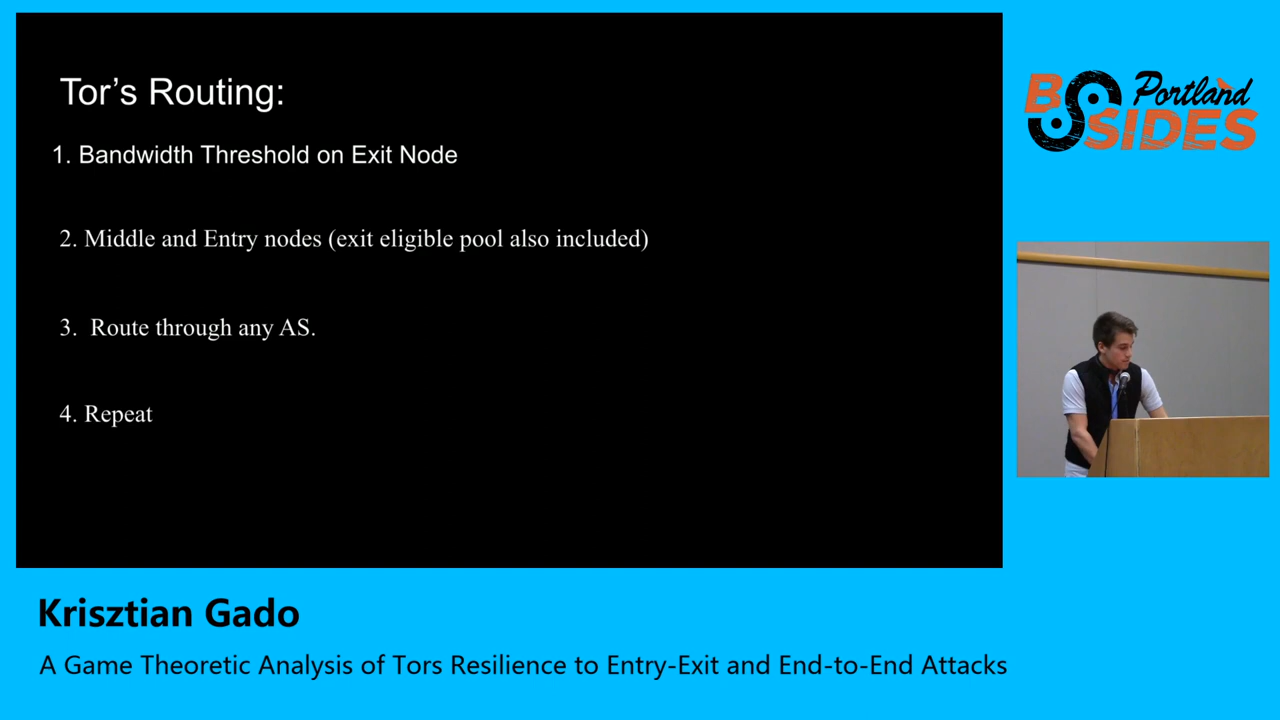 Tor’s Routing:
1. Bandwidth Threshold on Exit Node
2. Middle and Entry nodes (exit eligible pool also included)
3. Route through any AS.
4. Repeat
BSIDES Portland
Krisztian Gado
A Game Theoretic Analysis of Tors Resilience to Entry-Exit and End-to-End Attacks